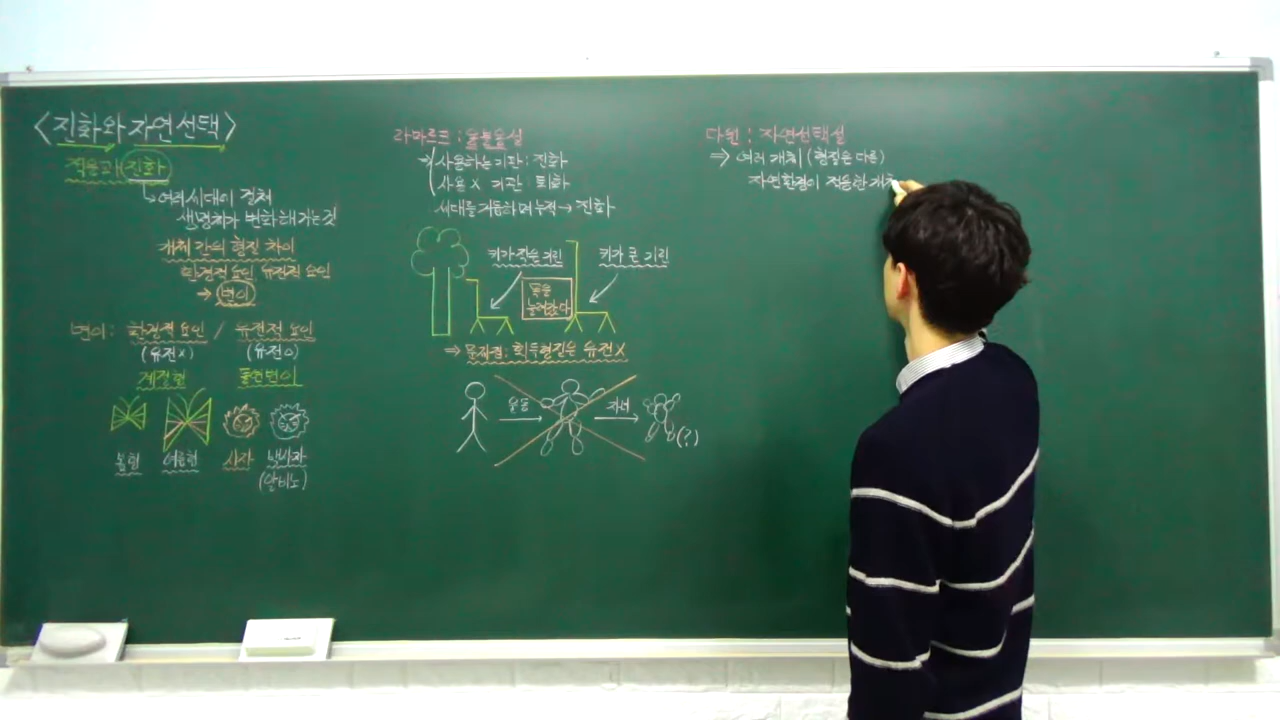 <진화와 자연선택>
적응과 진화
↳ 여러 세대에 걸쳐
생명체가 변화해 가는 것
개체 간의 형질 차이
환경적 요인, 유전적 요인
→ 변이
변이: 환경적 요인 / 유전적 요인
(유전X) (유전O)
계절형 돌연변이
봄형 여름형 사자 백사자
(알비노)
라마르크: 용불용설
사용하는 기관: 진화
사용 X 기관: 퇴화
세대를 거듭하며 누적 → 진화
키가 작은 기린 키가 큰 기린
목을
늘려갔다
⇒ 문제점: 획득형질은 유전X
운동 자녀
(?)
다윈: 자연선택설
⇒ 여러 개체 (형질은 다름)
자연환경에 적응한 개체